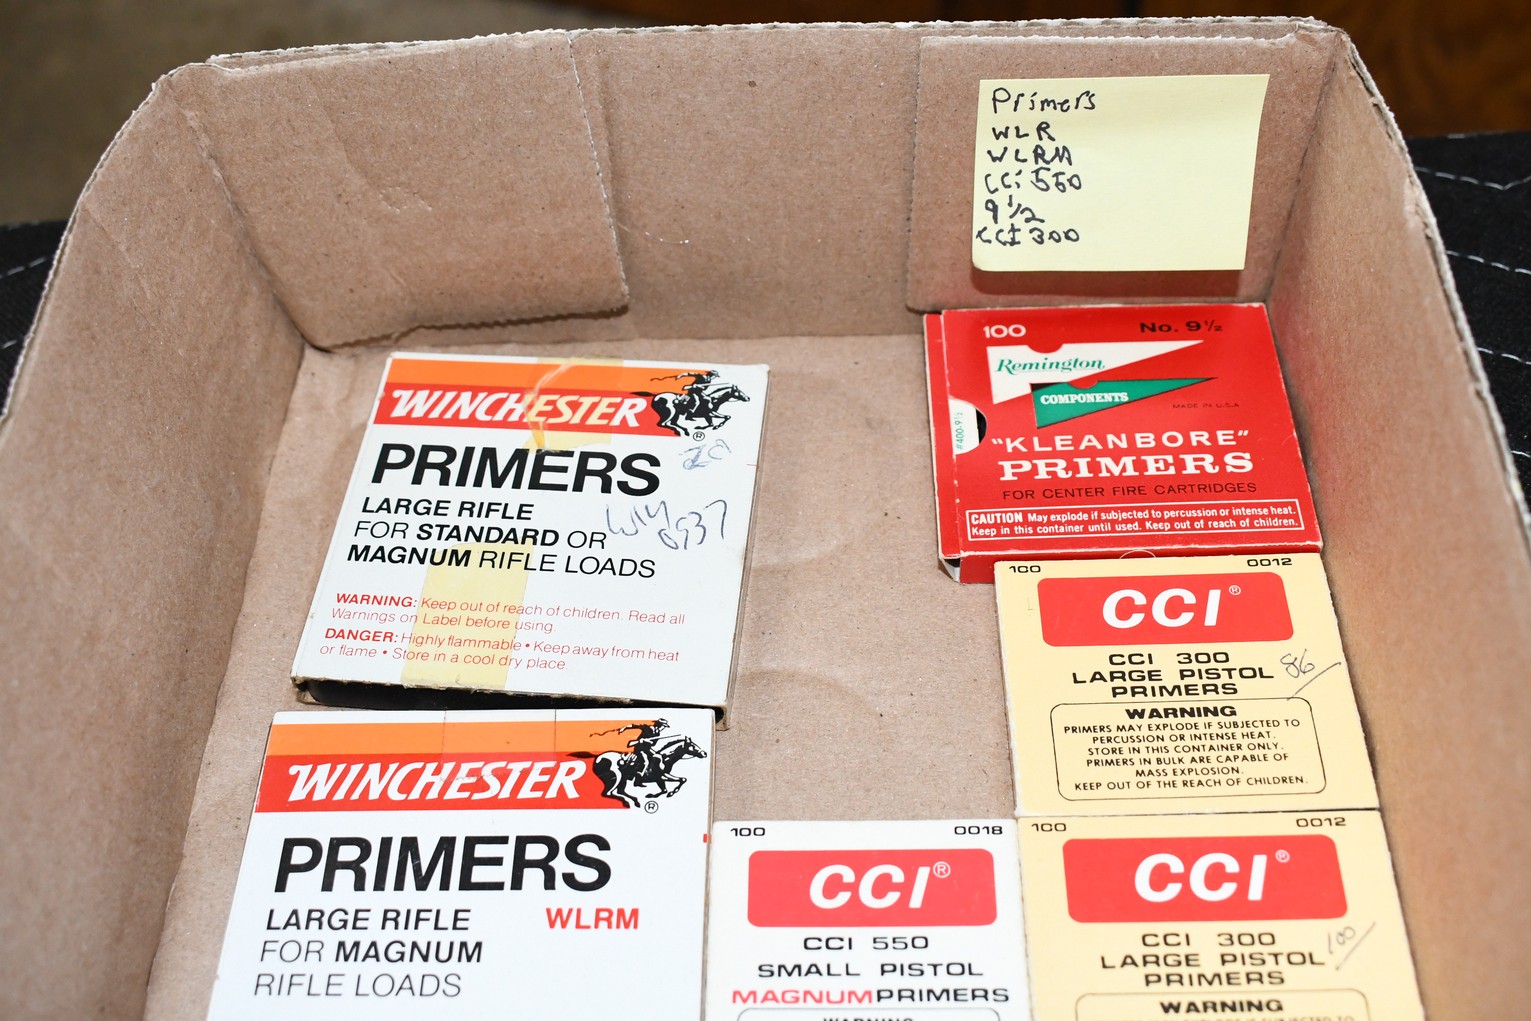 Primers
WLR
WLRM
CCi 550
9 1/2
CCI 300
WINCHESTER®
PRIMERS
LARGE RIFLE
FOR STANDARD OR
MAGNUM RIFLE LOADS
WARNING: Keep out of reach of children. Read all
Warnings on Label before using.
DANGER: Highly flammable • Keep away from heat
or flame • Store in a cool dry place.
100 No. 9½
Remington
COMPONENTS
MADE IN U.S.A
#400-9½
"KLEANBORE"
PRIMERS
FOR CENTER FIRE CARTRIDGES
CAUTION May explode if subjected to percussion or intense heat.
Keep in this container until used. Keep out of reach of children.
100 0012
CCI®
CCI 300
LARGE PISTOL
PRIMERS
86
WARNING
PRIMERS MAY EXPLODE IF SUBJECTED TO
PERCUSSION OR INTENSE HEAT.
STORE IN THIS CONTAINER ONLY.
PRIMERS IN BULK ARE CAPABLE OF
MASS EXPLOSION.
KEEP OUT OF THE REACH OF CHILDREN.
WINCHESTER®
PRIMERS
LARGE RIFLE WLRM
FOR MAGNUM
RIFLE LOADS
100 0018
CCI®
CCI 550
SMALL PISTOL
MAGNUM PRIMERS
WARNING
100 0012
CCI®
CCI 300
LARGE PISTOL
PRIMERS
100
WARNING